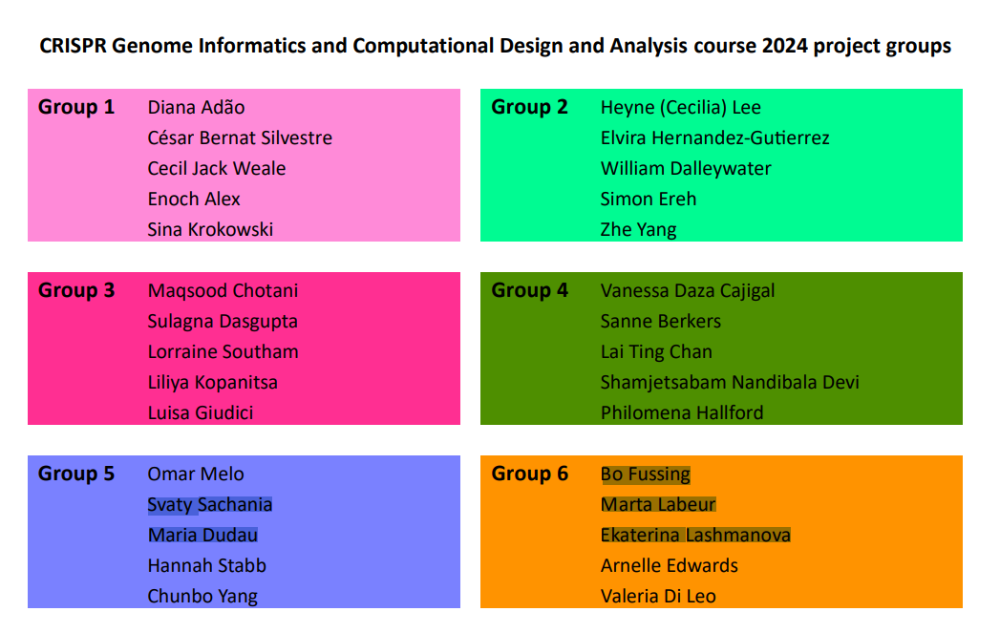 CRISPR Genome Informatics and Computational Design and Analysis course 2024 project groups
Group 1 Diana Adão
César Bernat Silvestre
Cecil Jack Weale
Enoch Alex
Sina Krokowski
Group 2 Heyne (Cecilia) Lee
Elvira Hernandez-Gutierrez
William Dalleywater
Simon Ereh
Zhe Yang
Group 3 Maqsood Chotani
Sulagna Dasgupta
Lorraine Southam
Liliya Kopanitsa
Luisa Giudici
Group 4 Vanessa Daza Cajigal
Sanne Berkers
Lai Ting Chan
Shamjetsabam Nandibala Devi
Philomena Hallford
Group 5 Omar Melo
Svaty Sachania
Maria Dudau
Hannah Stabb
Chunbo Yang
Group 6 Bo Fussing
Marta Labeur
Ekaterina Lashmanova
Arnelle Edwards
Valeria Di Leo